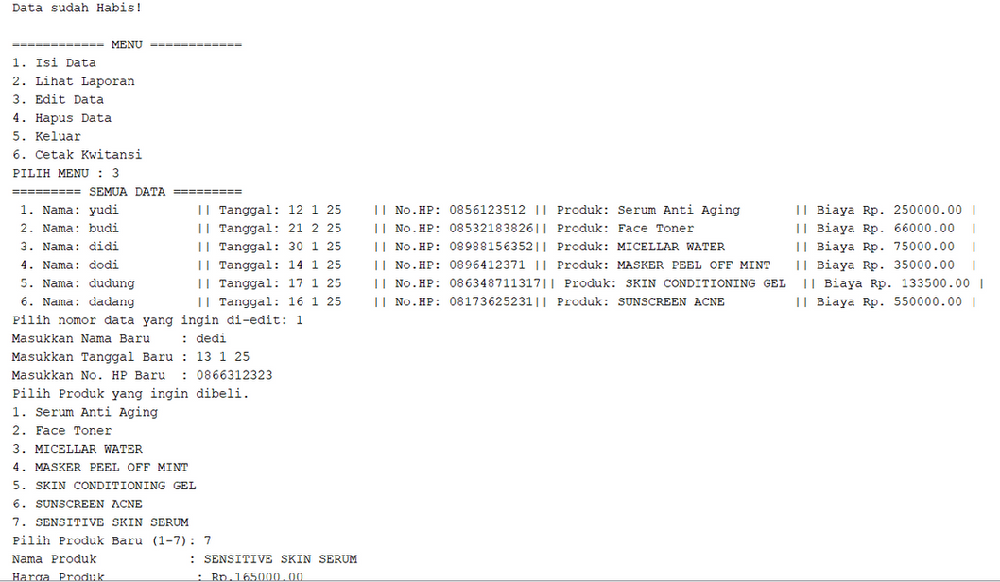 Data sudah Habis!
============ MENU ============
1. Isi Data
2. Lihat Laporan
3. Edit Data
4. Hapus Data
5. Keluar
6. Cetak Kwitansi
PILIH MENU : 3
========= SEMUA DATA =========
1. Nama: yudi || Tanggal: 12 1 25 || No.HP: 0856123512 || Produk: Serum Anti Aging || Biaya Rp. 250000.00 |
2. Nama: budi || Tanggal: 21 2 25 || No.HP: 08532183826|| Produk: Face Toner || Biaya Rp. 66000.00 |
3. Nama: didi || Tanggal: 30 1 25 || No.HP: 08988156352|| Produk: MICELLAR WATER || Biaya Rp. 75000.00 |
4. Nama: dodi || Tanggal: 14 1 25 || No.HP: 0896412371 || Produk: MASKER PEEL OFF MINT || Biaya Rp. 35000.00 |
5. Nama: dudung || Tanggal: 17 1 25 || No.HP: 086348711317|| Produk: SKIN CONDITIONING GEL || Biaya Rp. 133500.00 |
6. Nama: dadang || Tanggal: 16 1 25 || No.HP: 08173625231|| Produk: SUNSCREEN ACNE || Biaya Rp. 550000.00 |
Pilih nomor data yang ingin di-edit: 1
Masukkan Nama Baru : dedi
Masukkan Tanggal Baru : 13 1 25
Masukkan No. HP Baru : 0866312323
Pilih Produk yang ingin dibeli.
1. Serum Anti Aging
2. Face Toner
3. MICELLAR WATER
4. MASKER PEEL OFF MINT
5. SKIN CONDITIONING GEL
6. SUNSCREEN ACNE
7. SENSITIVE SKIN SERUM
Pilih Produk Baru (1-7): 7
Nama Produk : SENSITIVE SKIN SERUM
Harga Produk : Rp.165000.00